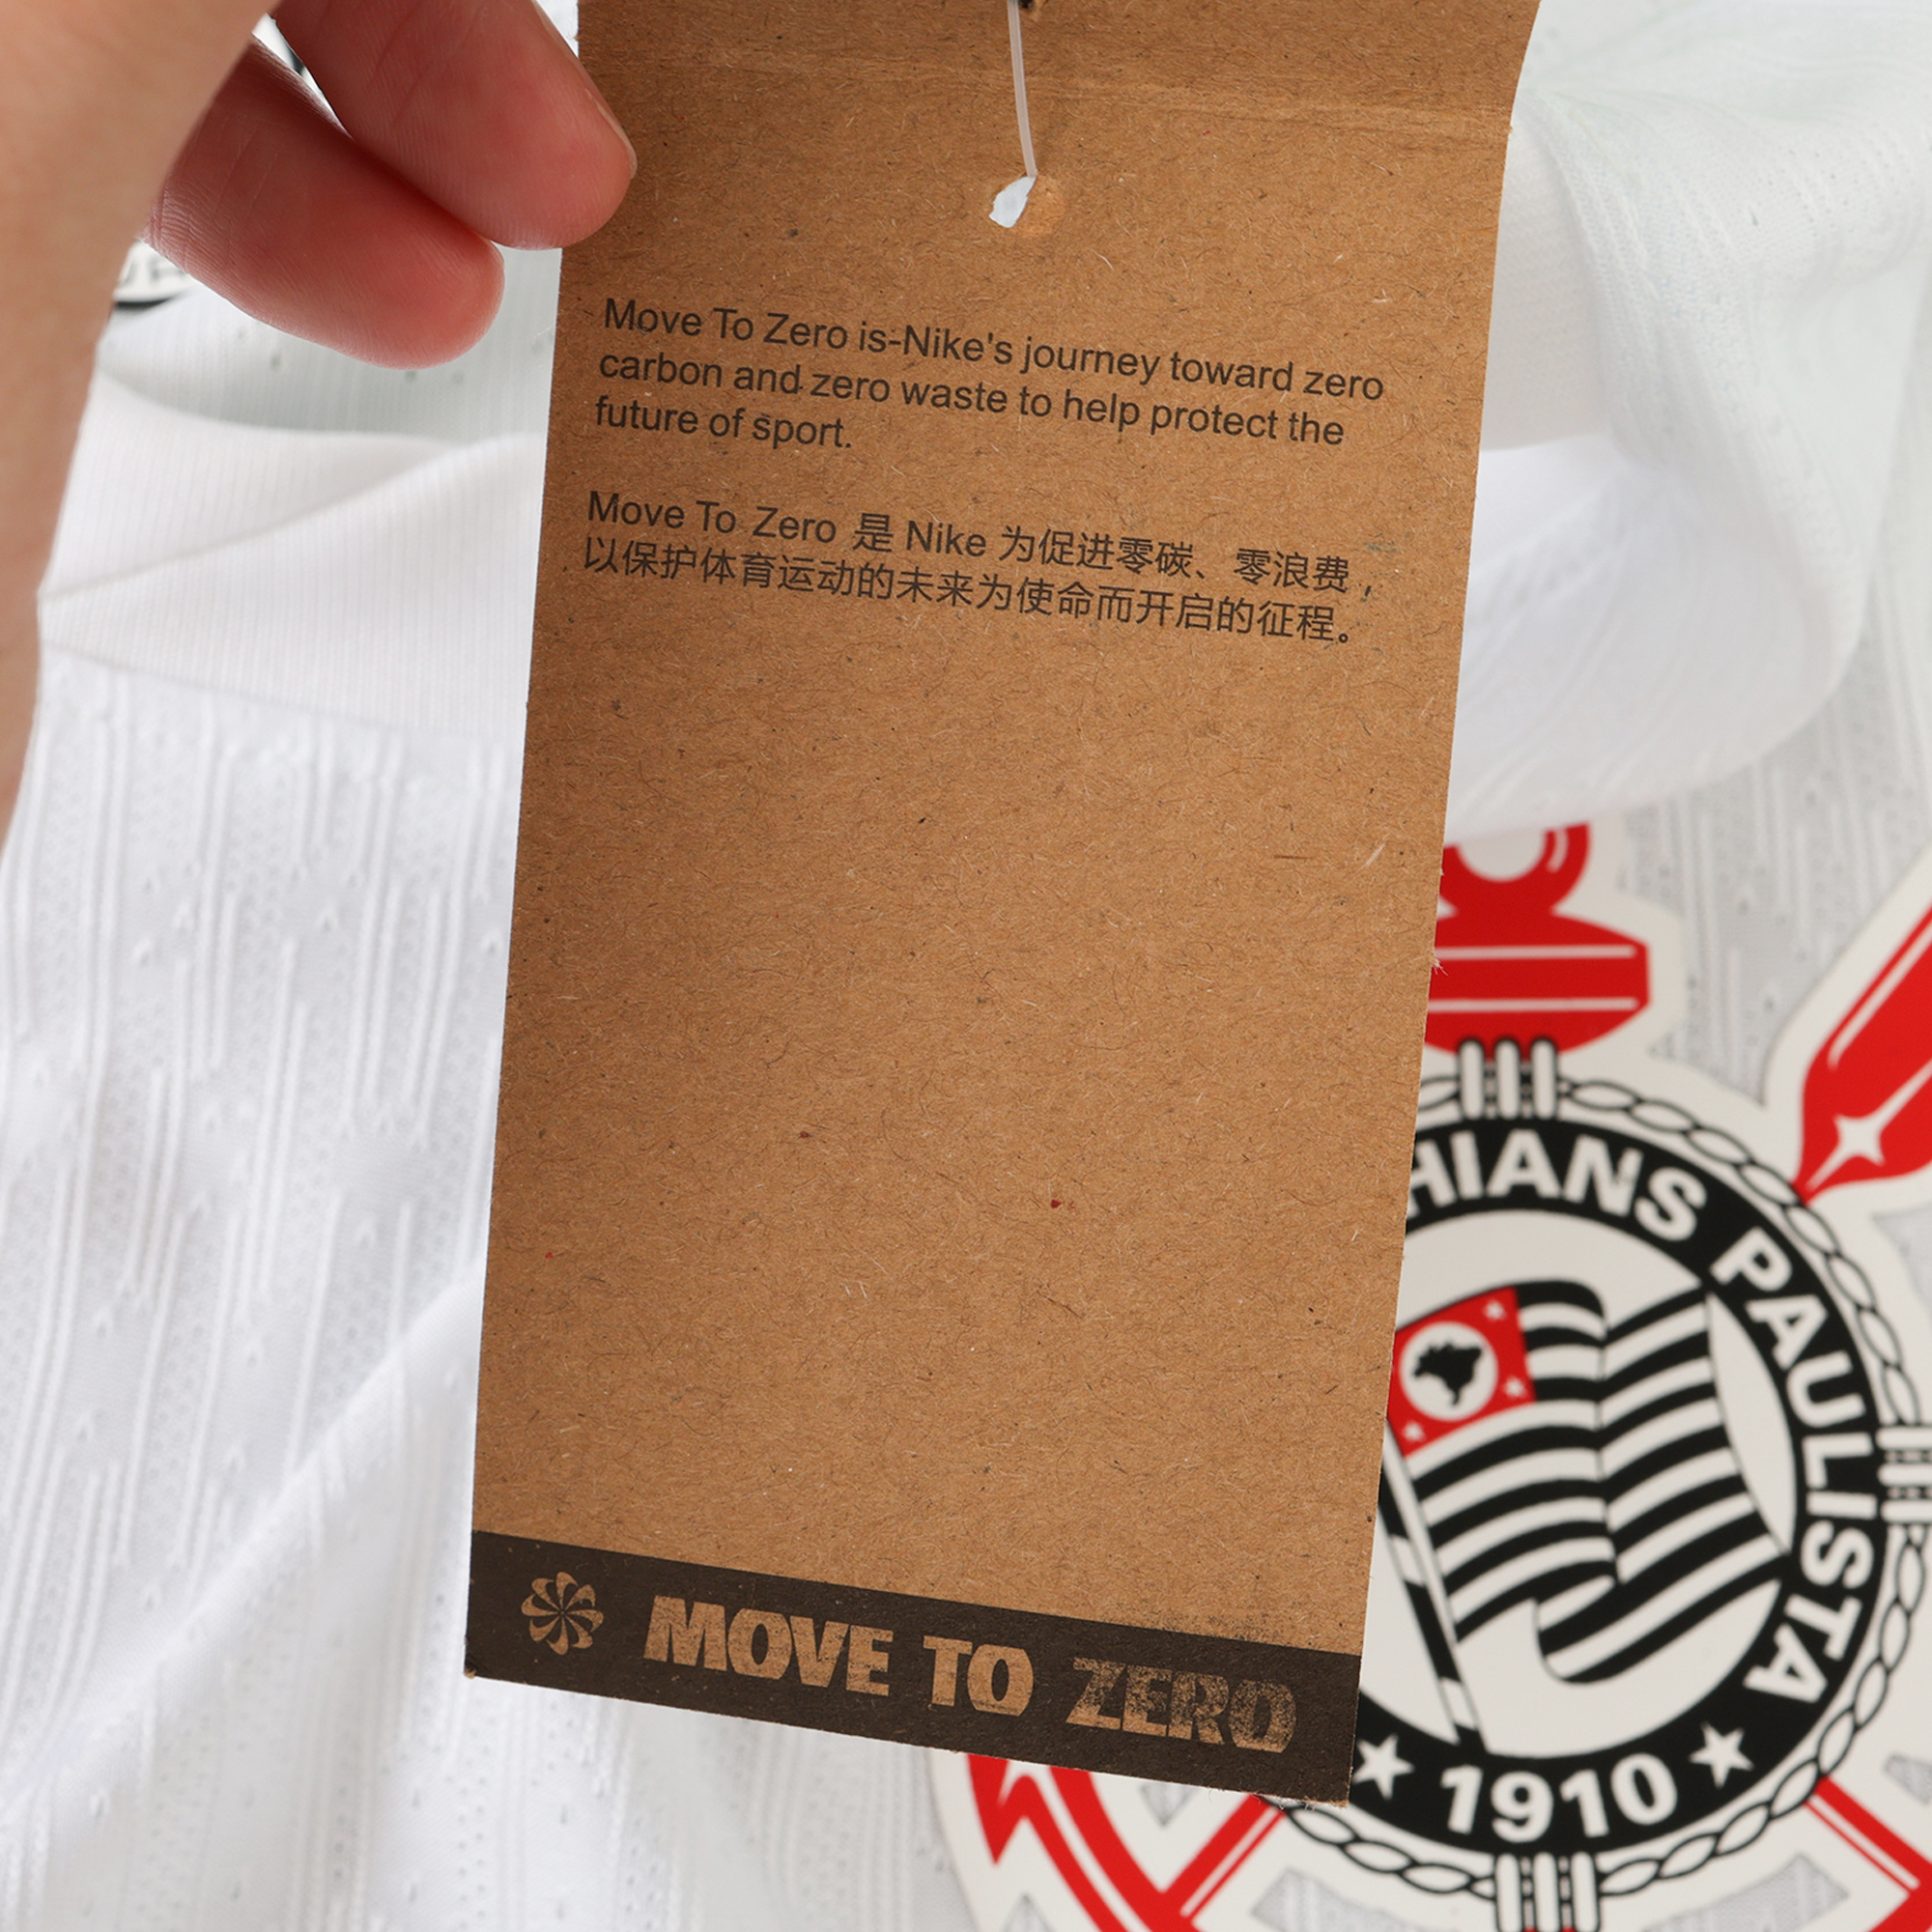 Move To Zero is-Nike's journey toward zero
carbon and zero waste to help protect the
future of sport.
Move To Zero 是 Nike 为促进零碳、零浪费，
以保护体育运动的未来为使命而开启的征程。
MOVE TO ZERO
HIANS PAULISTA
1910